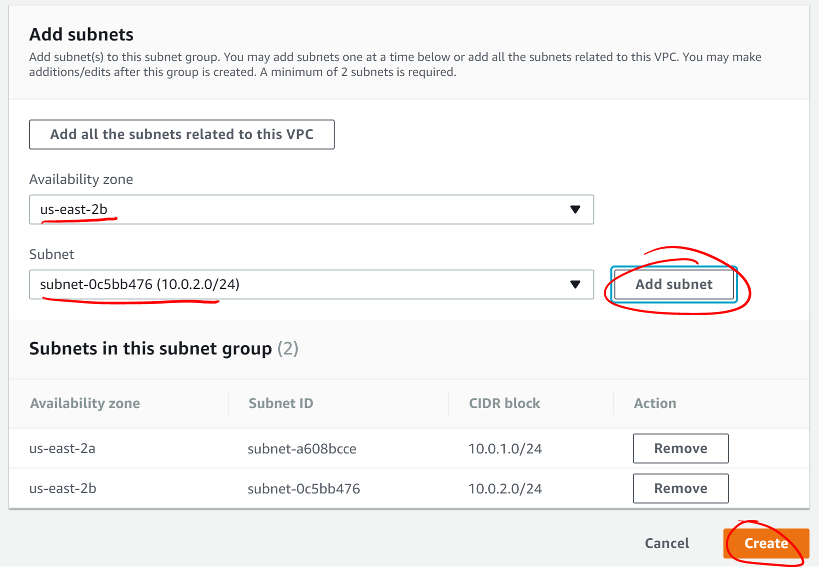 Add subnets
Add subnet(s) to this subnet group. You may add subnets one at a time below or add all the subnets related to this VPC. You may make
additions/edits after this group is created. A minimum of 2 subnets is required.
Add all the subnets related to this VPC
Availability zone
us-east-2b
Subnet
subnet-0c5bb476 (10.0.2.0/24)
Add subnet
Subnets in this subnet group (2)
Availability zone Subnet ID CIDR block Action
us-east-2a subnet-a608bcce 10.0.1.0/24 Remove
us-east-2b subnet-0c5bb476 10.0.2.0/24 Remove
Cancel Create